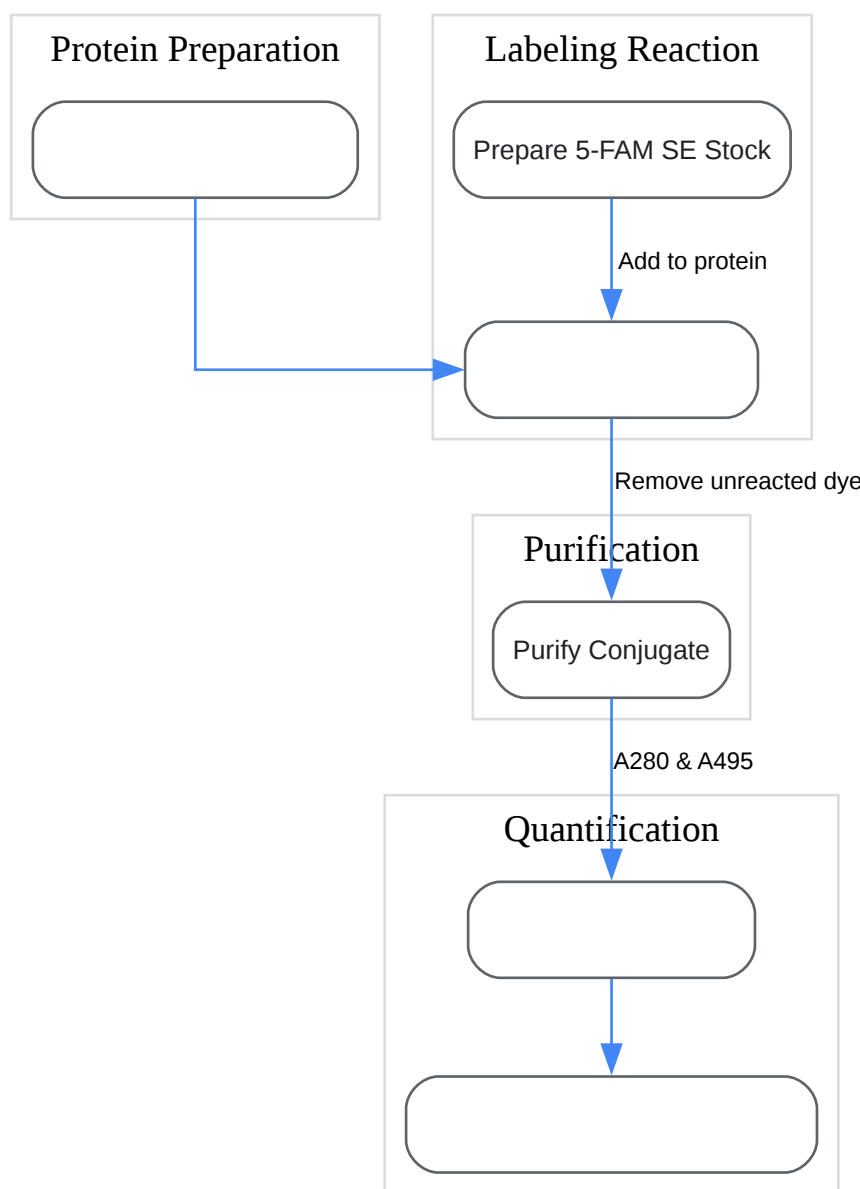 Protein Preparation
Labeling Reaction
Prepare 5-FAM SE Stock
Add to protein
Remove unreacted dye
Purification
Purify Conjugate
A280 & A495
Quantification